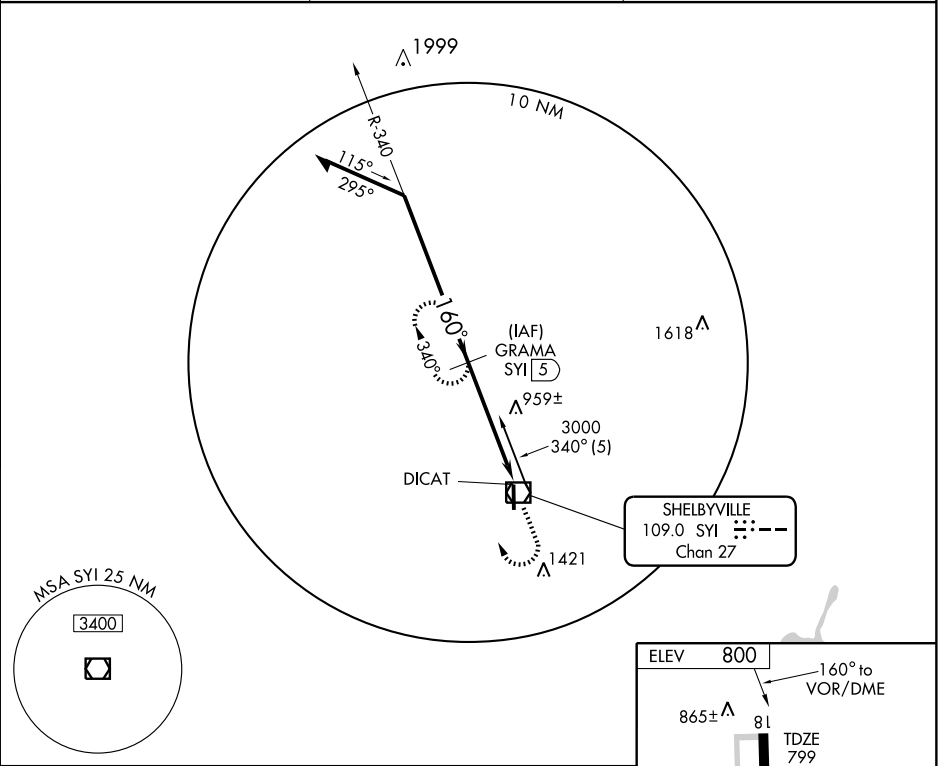 1999
10 NM
R-340
115°
295°
160°
340°
(IAF)
GRAMA
SYI 5
1618
959±
3000
340° (5)
DICAT
SHELBYVILLE
109.0 SYI
Chan 27
1421
MSA SYI 25 NM
3400
ELEV 800
160° to
VOR/DME
865±
18
TDZE
799